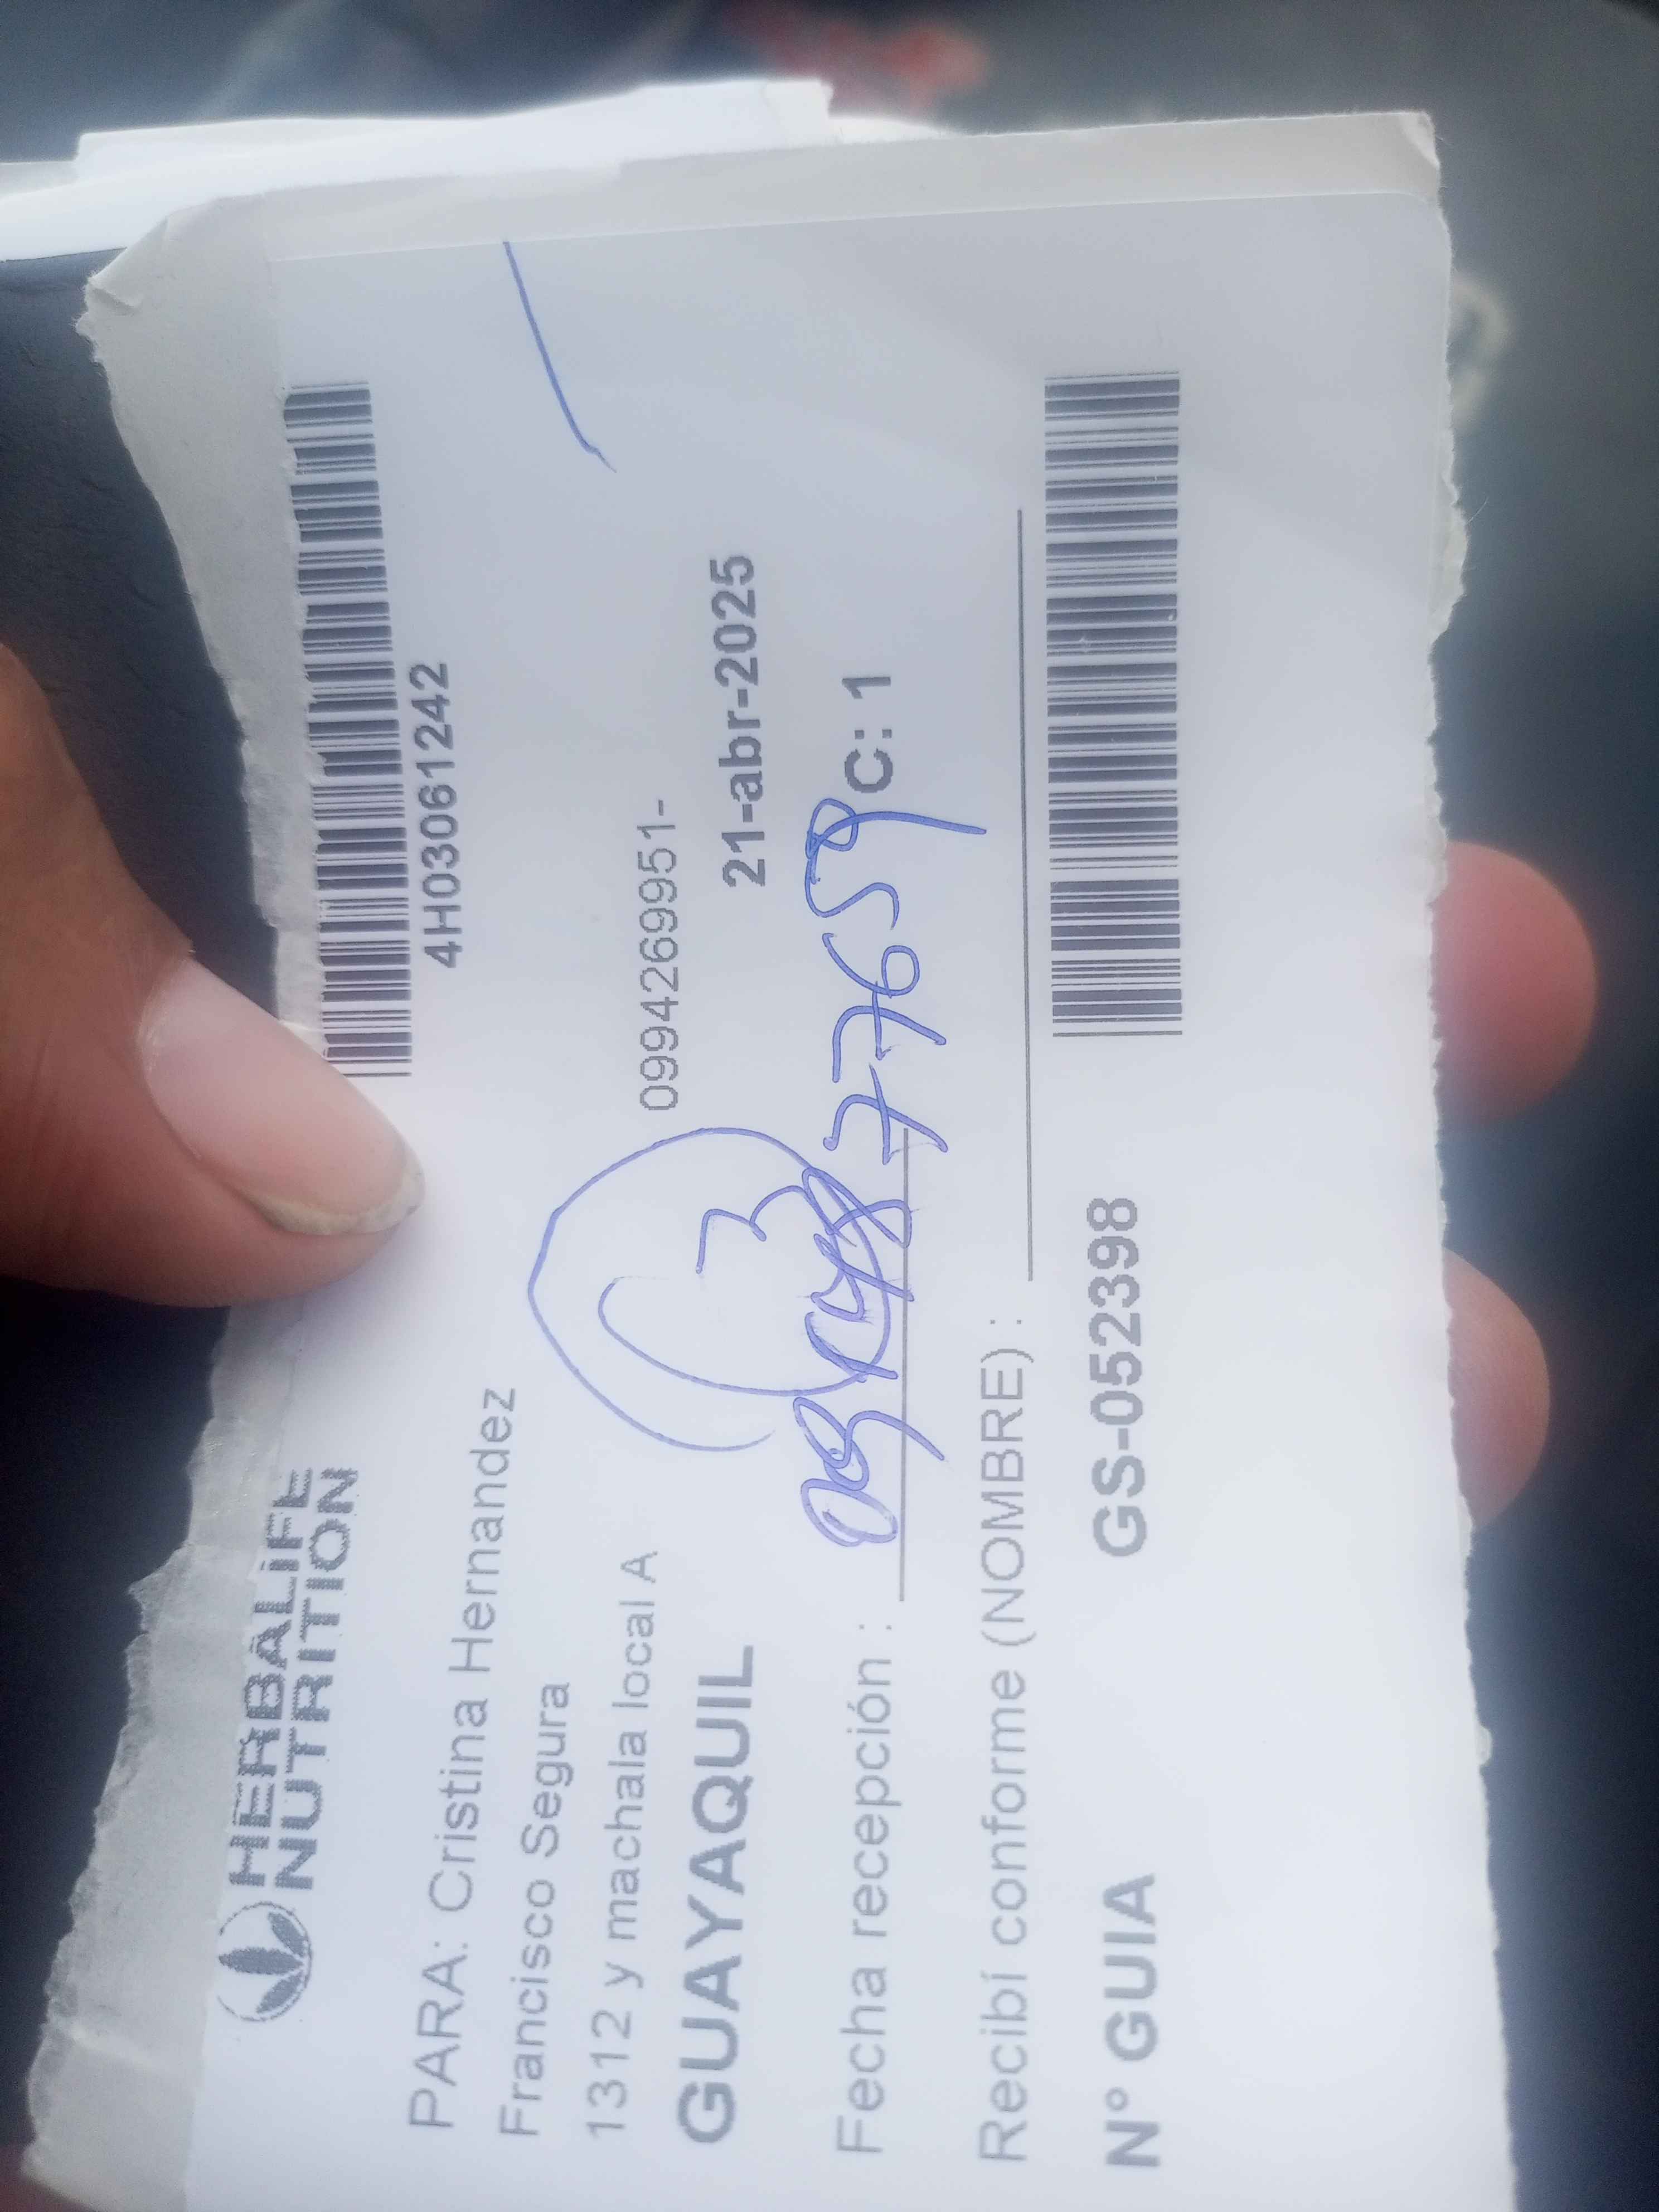 HERBALIFE
NUTRITION
4H03061242
PARA: Cristina Hernandez
Francisco Segura
1312 y machala local A
0994269951-
GUAYAQUIL
21-abr-2025
Fecha recepción :
C: 1
Recibí conforme (NOMBRE) :
N° GUIA
GS-052398